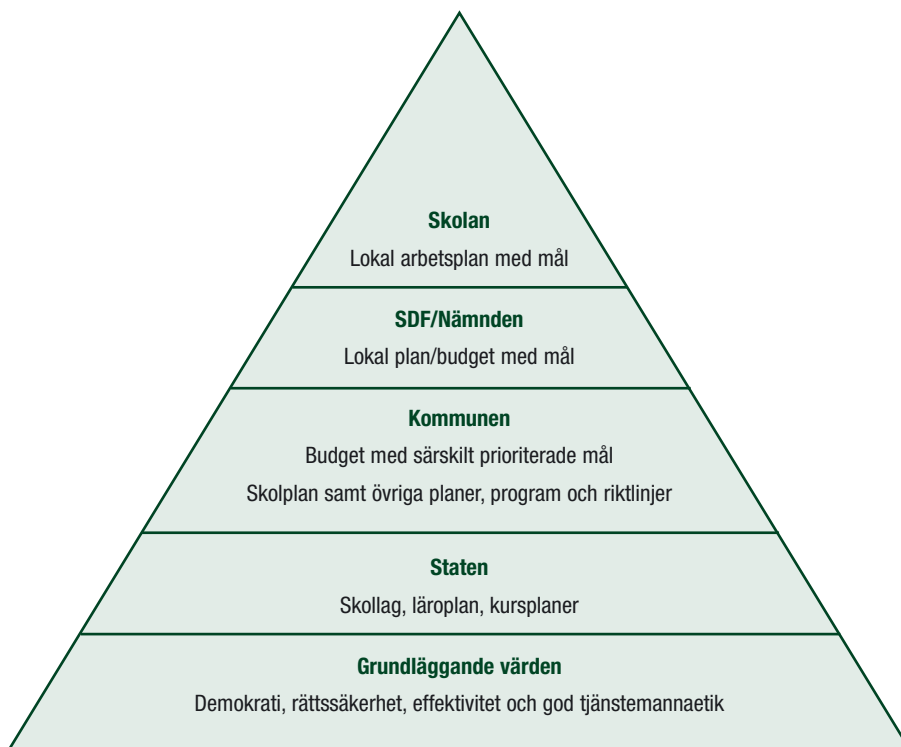 Skolan
Lokal arbetsplan med mål
SDF/Nämnden
Lokal plan/budget med mål
Kommunen
Budget med särskilt prioriterade mål
Skolplan samt övriga planer, program och riktlinjer
Staten
Skollag, läroplan, kursplaner
Grundläggande värden
Demokrati, rättssäkerhet, effektivitet och god tjänstemannaetik